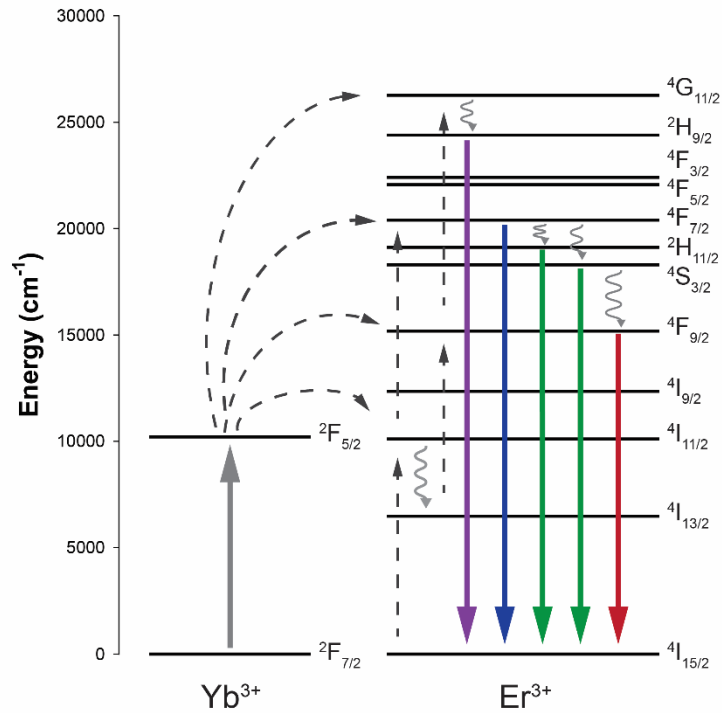 Energy (cm⁻¹)
30000
25000
20000
15000
10000
5000
0
²F₅/₂
²F₇/₂
Yb³⁺
⁴G₁₁/₂
²H₉/₂
⁴F₃/₂
⁴F₅/₂
⁴F₇/₂
²H₁₁/₂
⁴S₃/₂
⁴F₉/₂
⁴I₉/₂
⁴I₁₁/₂
⁴I₁₃/₂
⁴I₁₅/₂
Er³⁺